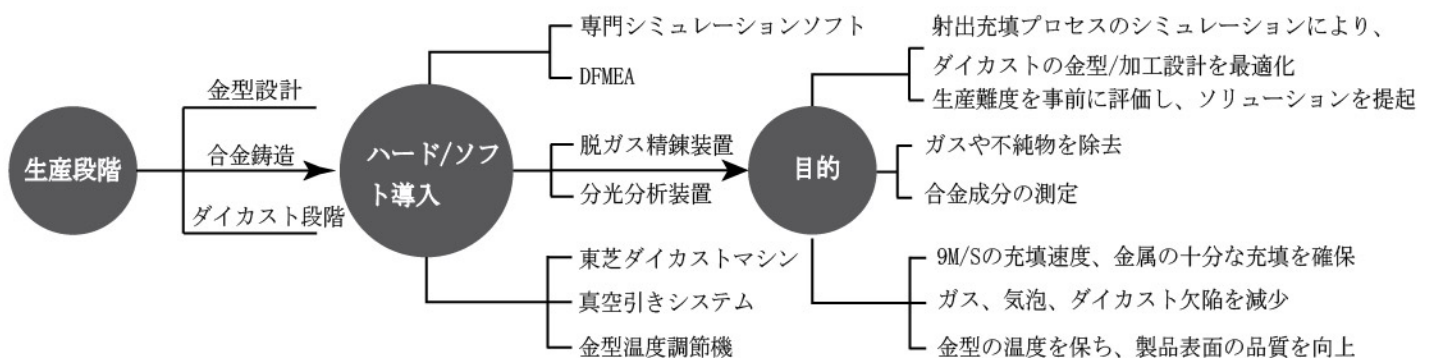 生産段階
金型設計
合金鋳造
ダイカスト段階
ハード/ソフ
ト導入
専門シミュレーションソフト
DFMEA
脱ガス精錬装置
分光分析装置
東芝ダイカストマシン
真空引きシステム
金型温度調節機
目的
射出充填プロセスのシミュレーションにより、
ダイカストの金型/加工設計を最適化
生産難度を事前に評価し、ソリューションを提起
ガスや不純物を除去
合金成分の測定
9M/Sの充填速度、金属の十分な充填を確保
ガス、気泡、ダイカスト欠陥を減少
金型の温度を保ち、製品表面の品質を向上